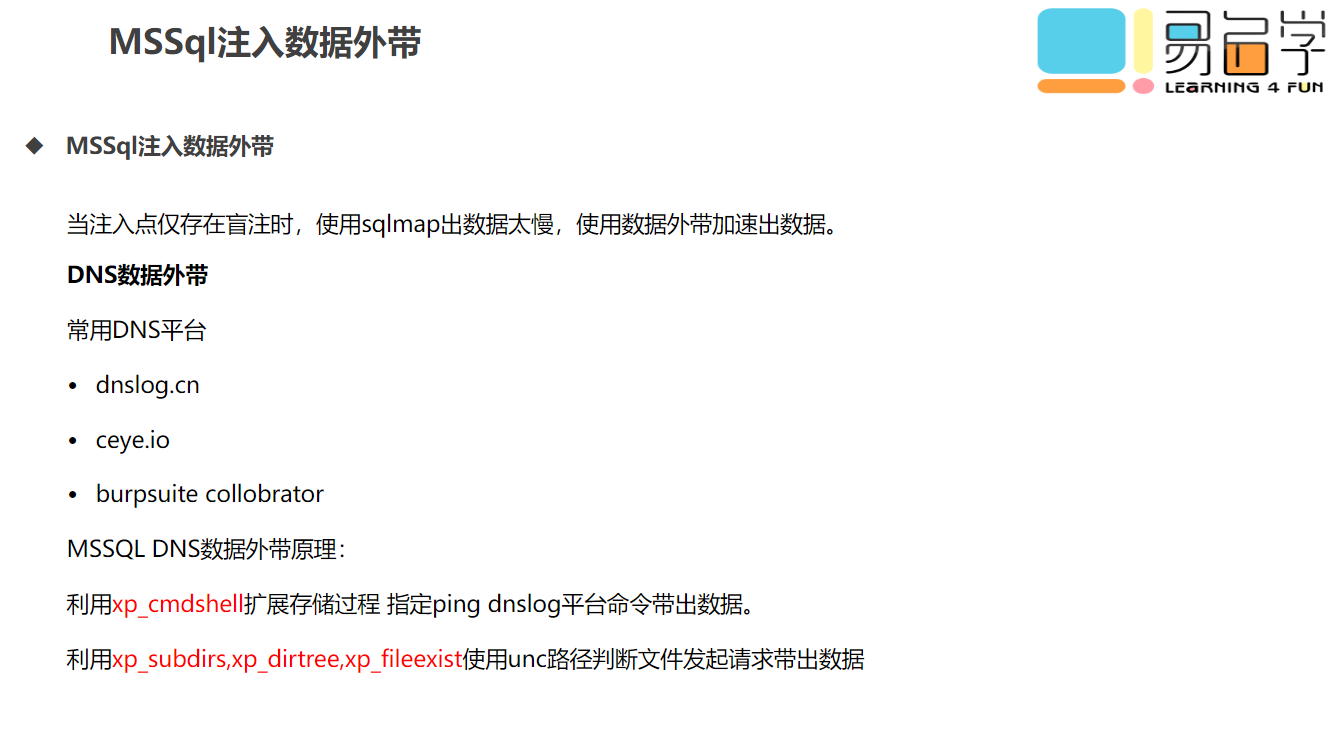 MSSql注入数据外带
易启学
LEARNING 4 FUN
◆ MSSql注入数据外带
当注入点仅存在盲注时，使用sqlmap出数据太慢，使用数据外带加速出数据。
DNS数据外带
常用DNS平台
• dnslog.cn
• ceye.io
• burpsuite collobrator
MSSQL DNS数据外带原理：
利用xp_cmdshell扩展存储过程 指定ping dnslog平台命令带出数据。
利用xp_subdirs,xp_dirtree,xp_fileexist使用unc路径判断文件发起请求带出数据